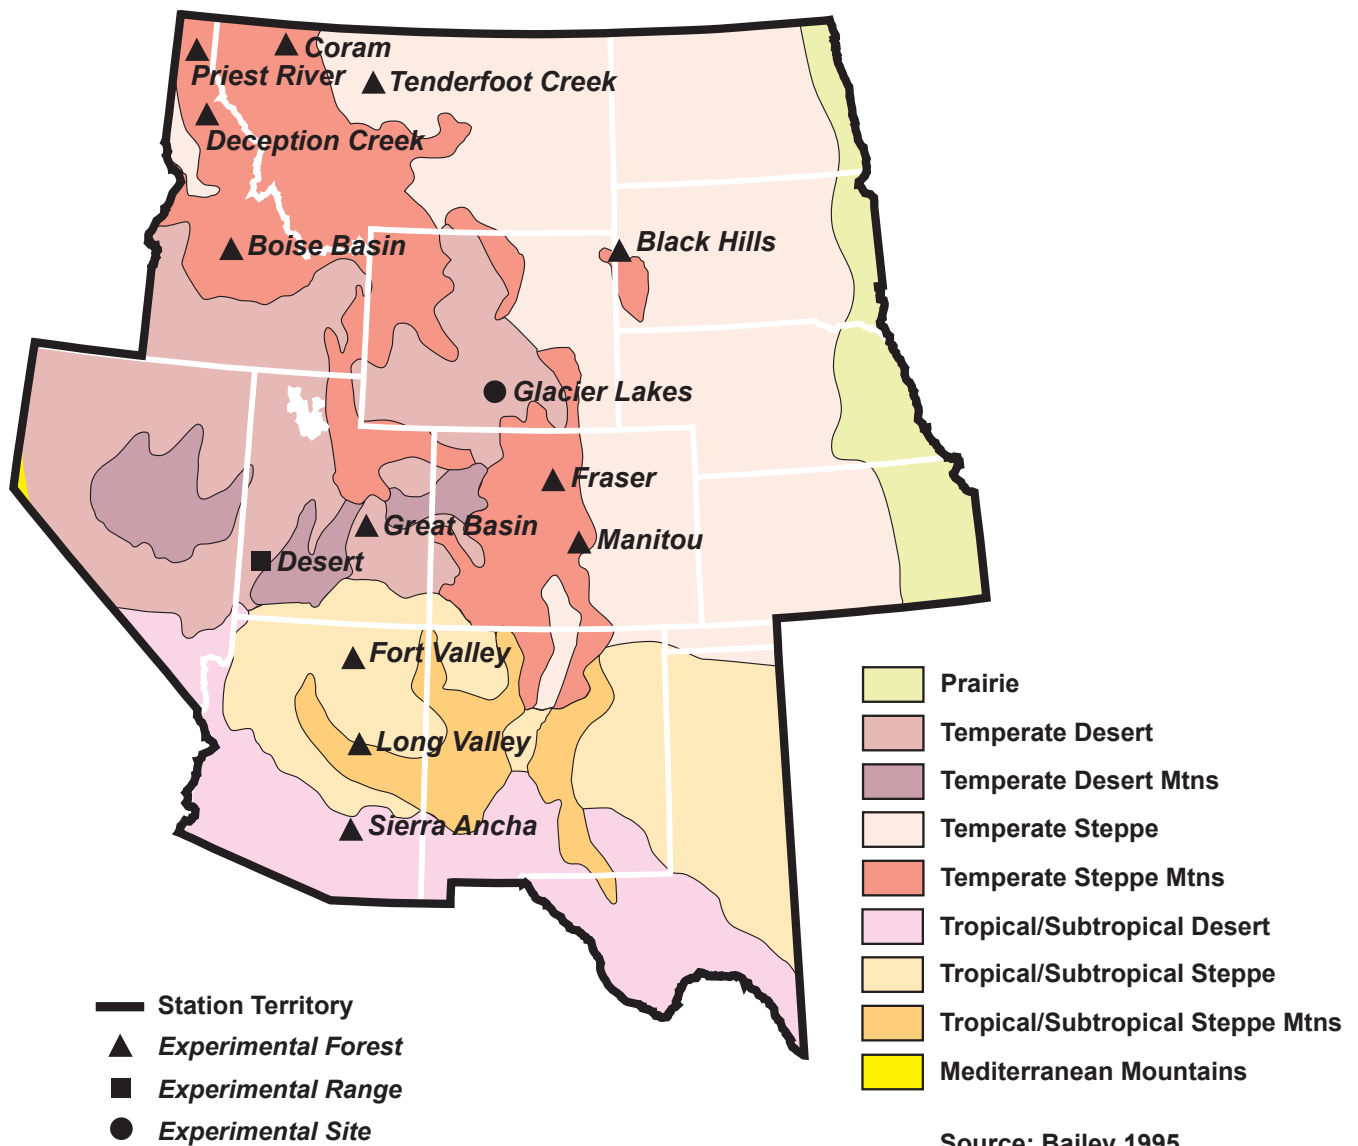 Coram
Priest River
Tenderfoot Creek
Deception Creek
Boise Basin
Black Hills
Glacier Lakes
Fraser
Great Basin
Manitou
Desert
Fort Valley
Long Valley
Sierra Ancha
Prairie
Temperate Desert
Temperate Desert Mtns
Temperate Steppe
Temperate Steppe Mtns
Tropical/Subtropical Desert
Tropical/Subtropical Steppe
Tropical/Subtropical Steppe Mtns
Mediterranean Mountains
Station Territory
Experimental Forest
Experimental Range
Experimental Site
Source: Bailey 1995